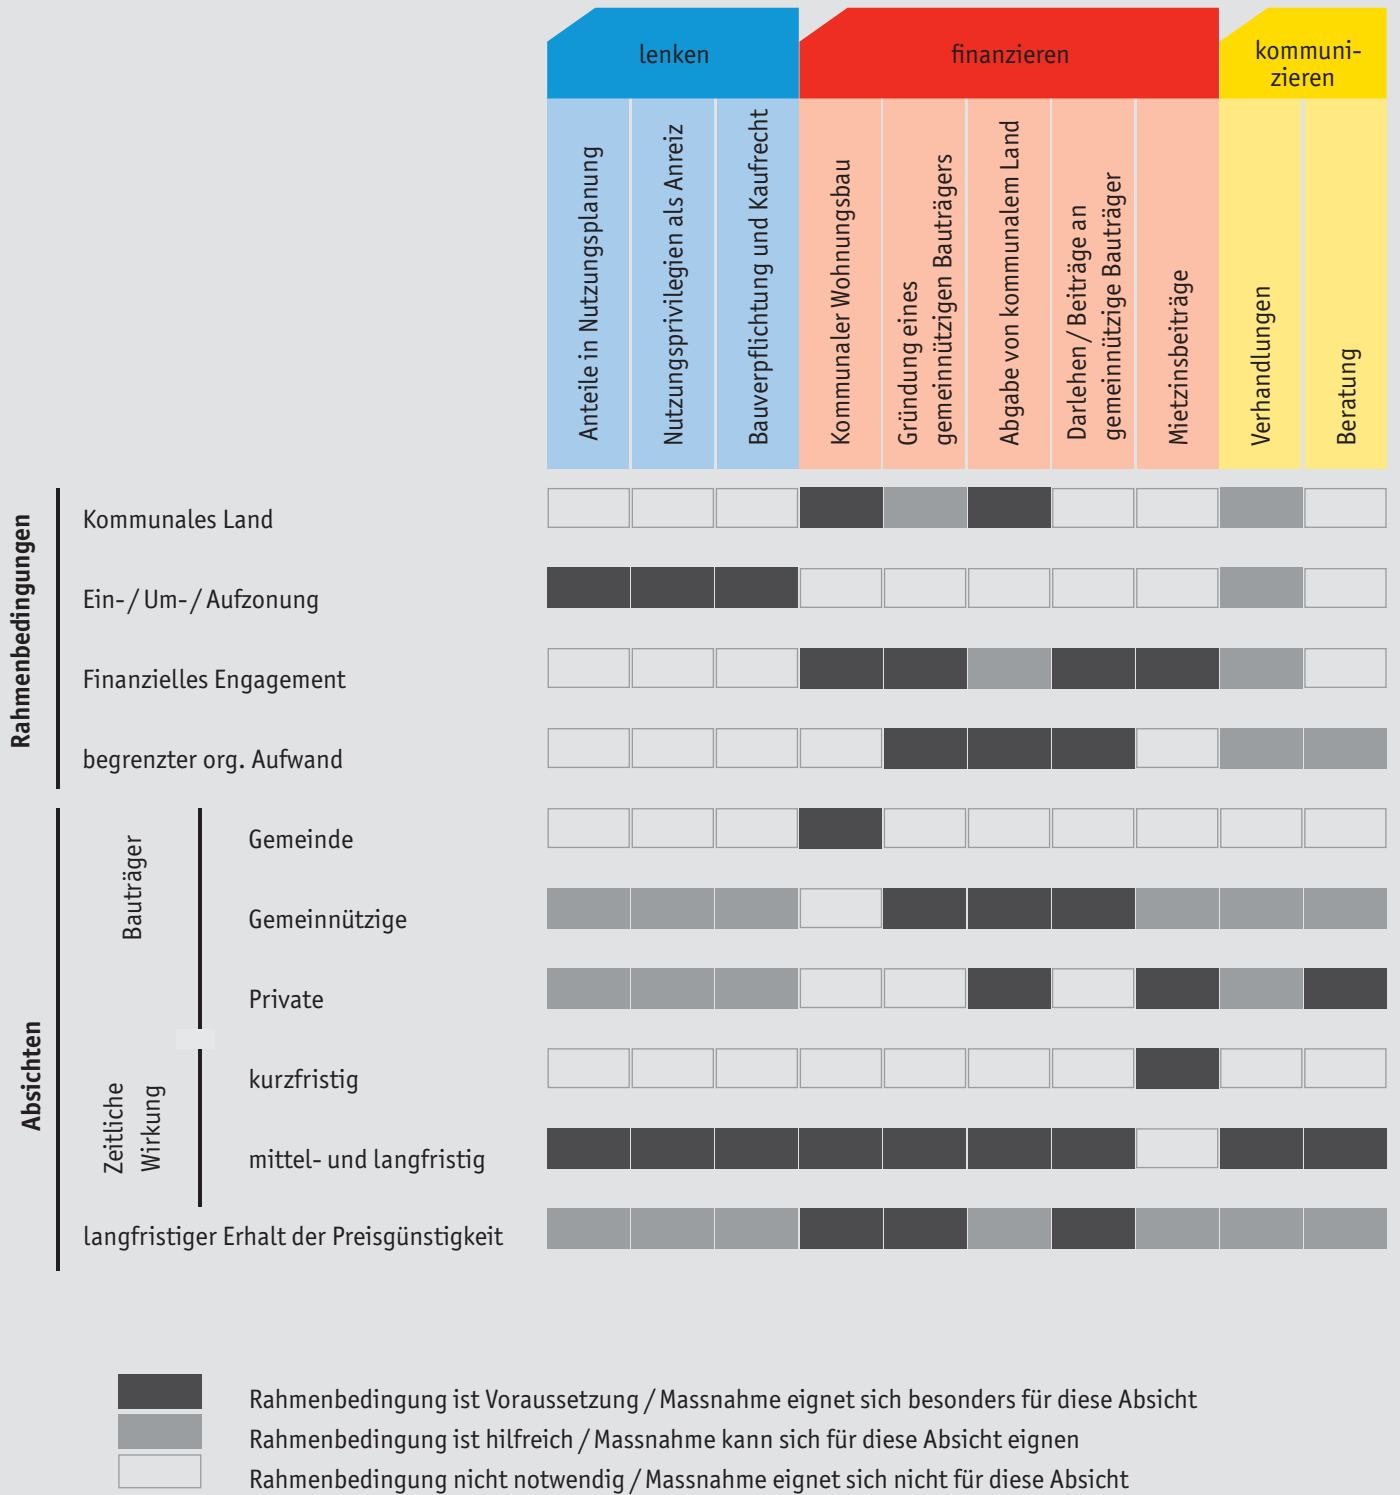 lenken
finanzieren
kommuni-
zieren
Anteile in Nutzungsplanung
Nutzungsprivilegien als Anreiz
Bauverpflichtung und Kaufrecht
Kommunaler Wohnungsbau
Gründung eines
gemeinnützigen Bauträgers
Abgabe von kommunalem Land
Darlehen / Beiträge an
gemeinnützige Bauträger
Mietzinsbeiträge
Verhandlungen
Beratung
Rahmenbedingungen
Kommunales Land
Ein- / Um- / Aufzonung
Finanzielles Engagement
begrenzter org. Aufwand
Absichten
Bauträger
Gemeinde
Gemeinnützige
Private
Zeitliche
Wirkung
kurzfristig
mittel- und langfristig
langfristiger Erhalt der Preisgünstigkeit
Rahmenbedingung ist Voraussetzung / Massnahme eignet sich besonders für diese Absicht
Rahmenbedingung ist hilfreich / Massnahme kann sich für diese Absicht eignen
Rahmenbedingung nicht notwendig / Massnahme eignet sich nicht für diese Absicht